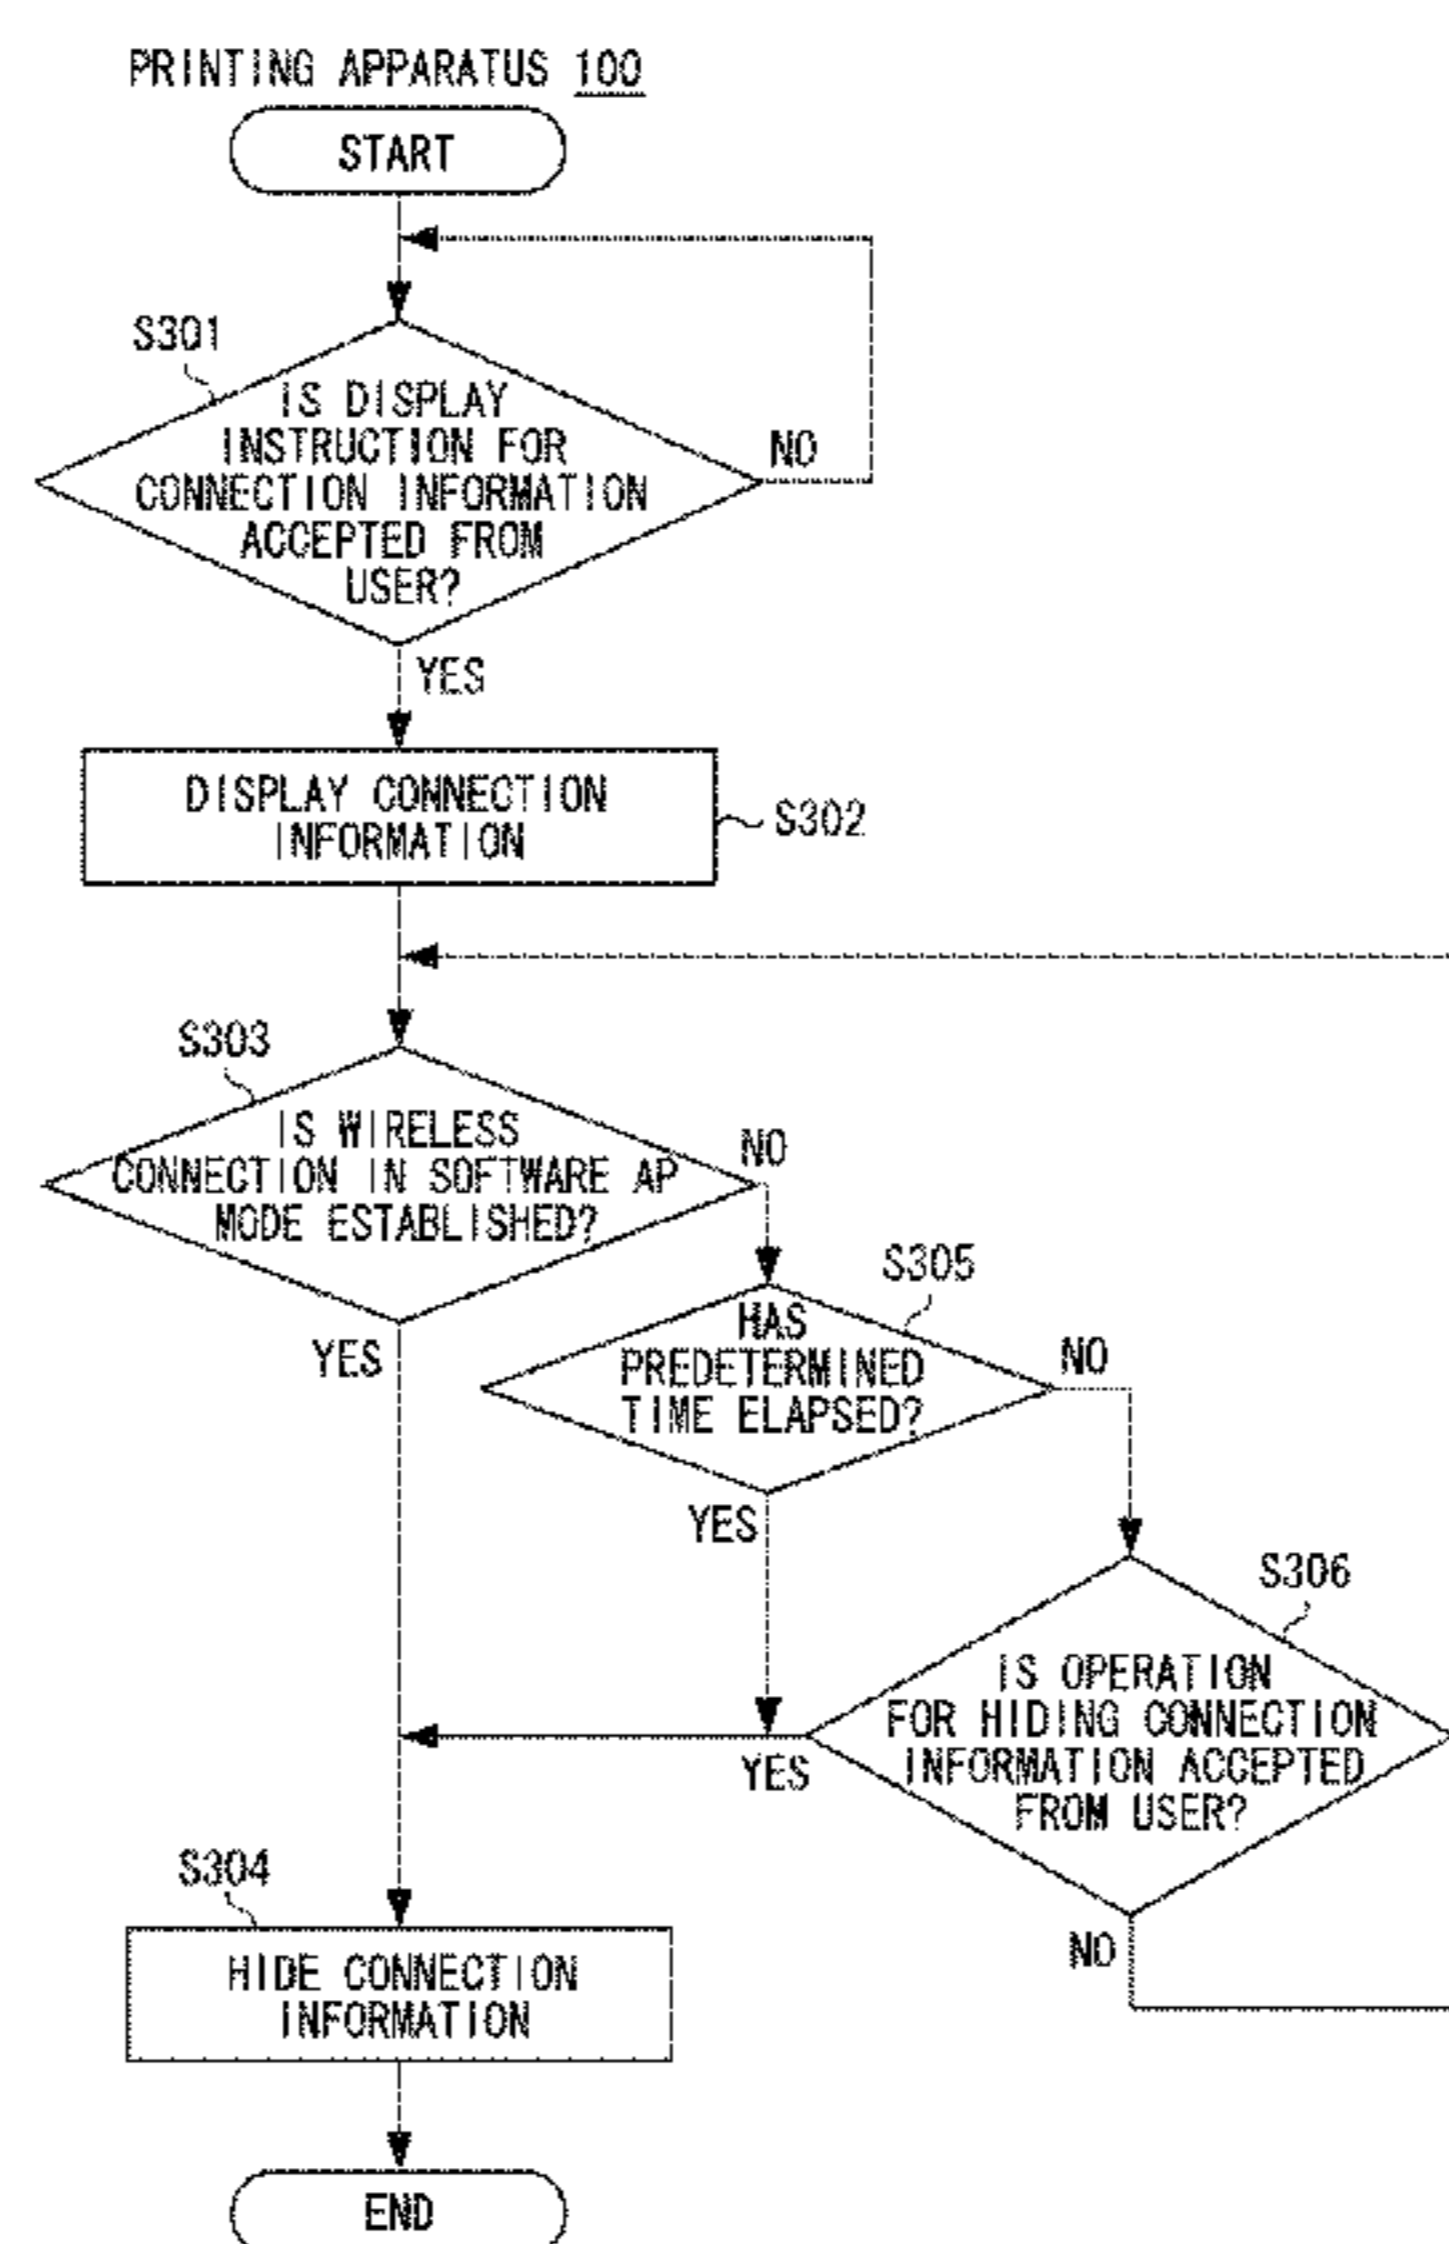 PRINTING APPARATUS 100
START
S301
IS DISPLAY
INSTRUCTION FOR
CONNECTION INFORMATION
ACCEPTED FROM
USER?
NO
YES
DISPLAY CONNECTION
INFORMATION
S302
S303
IS WIRELESS
CONNECTION IN SOFTWARE AP
MODE ESTABLISHED?
NO
YES
S305
HAS
PREDETERMINED
TIME ELAPSED?
NO
YES
S306
IS OPERATION
FOR HIDING CONNECTION
INFORMATION ACCEPTED
FROM USER?
YES
NO
S304
HIDE CONNECTION
INFORMATION
END